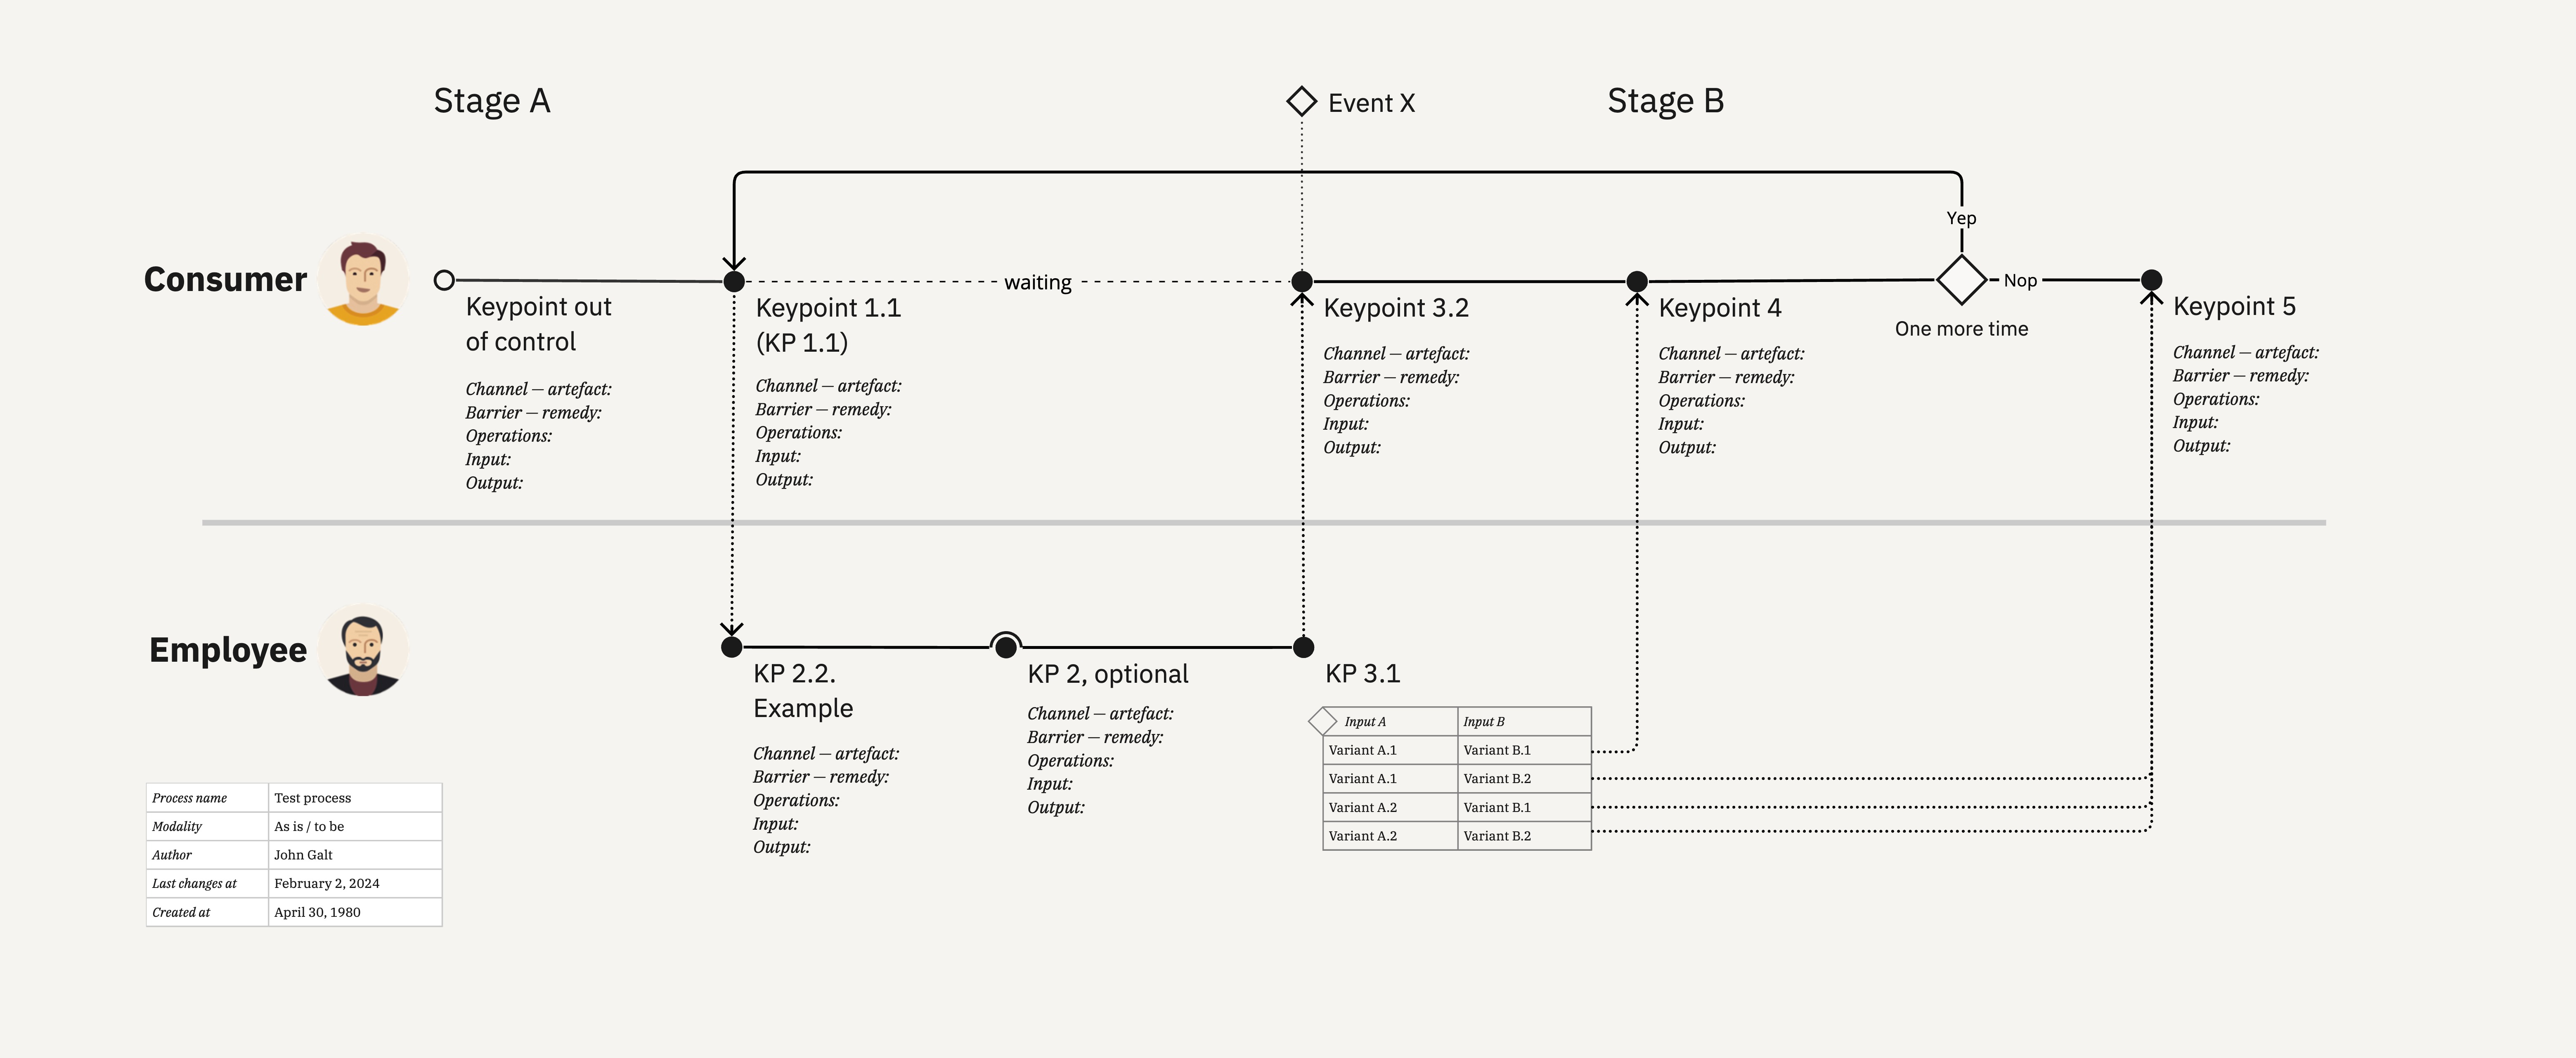 Stage A
Event X
Stage B
Yep
Consumer
waiting
Nop
Keypoint out
of control
Channel — artefact:
Barrier — remedy:
Operations:
Input:
Output:
Keypoint 1.1
(KP 1.1)
Channel — artefact:
Barrier — remedy:
Operations:
Input:
Output:
Keypoint 3.2
Channel — artefact:
Barrier — remedy:
Operations:
Input:
Output:
Keypoint 4
Channel — artefact:
Barrier — remedy:
Operations:
Input:
Output:
One more time
Keypoint 5
Channel — artefact:
Barrier — remedy:
Operations:
Input:
Output:
Employee
KP 2.2.
Example
Channel — artefact:
Barrier — remedy:
Operations:
Input:
Output:
KP 2, optional
Channel — artefact:
Barrier — remedy:
Operations:
Input:
Output:
KP 3.1
Input A Input B
Variant A.1 Variant B.1
Variant A.1 Variant B.2
Variant A.2 Variant B.1
Variant A.2 Variant B.2
Process name Test process
Modality As is / to be
Author John Galt
Last changes at February 2, 2024
Created at April 30, 1980